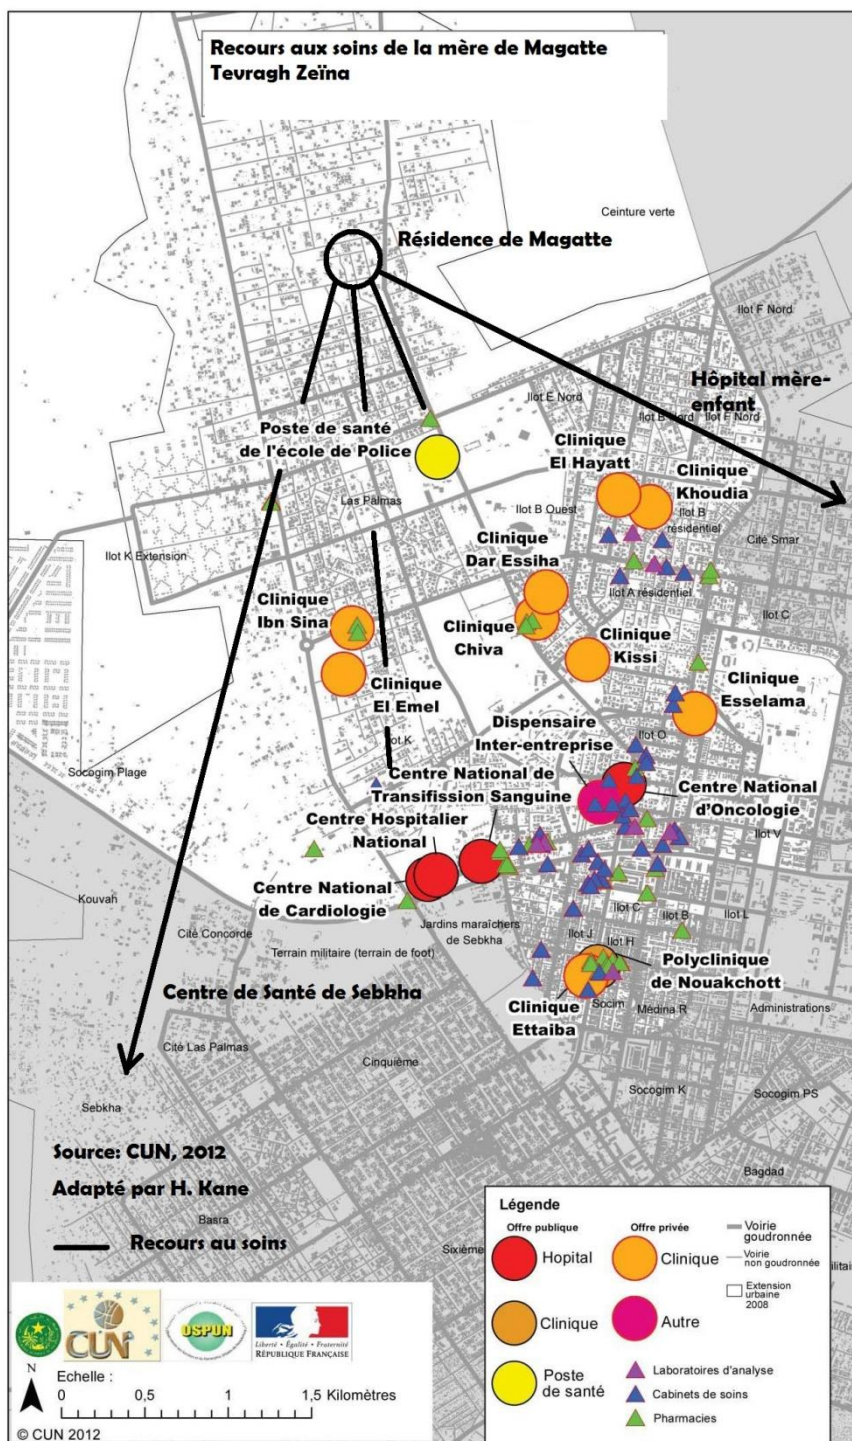 Recours aux soins de la mère de Magatte
Tevragh Zeïna
Ceinture verte
Résidence de Magatte
Ilot F Nord
Hôpital mère-
enfant
Ilot E Nord
Ilot B Nord
Ilot F Nord
Poste de santé
de l'école de Police
Clinique
El Hayatt
Clinique
Khoudia
Las Palmas
Ilot B Ouest
Ilot B
résidentiel
Cité Smar
Ilot K Extension
Clinique
Dar Essiha
Ilot A résidentiel
Ilot C
Clinique
Ibn Sina
Clinique
Chiva
Clinique
Kissi
Clinique
El Emel
Clinique
Esselama
Dispensaire
Inter-entreprise
Ilot O
ot K
Socogim Plage
Centre National de
Transifission Sanguine
Centre National
d'Oncologie
Centre Hospitalier
National
Ilot V
Centre National
de Cardiologie
Kouvah
Cité Concorde
Jardins maraîchers
de Sebkha
Ilot C
Ilot B
Ilot L
Terrain militaire (terrain de foot)
Ilot J
Ilot H
Polyclinique
de Nouakchott
Centre de Santé de Sebkha
Clinique
Ettaiba
Socim
Médina R
Administrations
Cité Las Palmas
Cinquième
Sebkha
Socogim K
Socogim PS
Source: CUN, 2012
Adapté par H. Kane
Bagdad
Basra
Recours au soins
Sixième
ilita
Légende
Offre publique
Offre privée
Hopital
Clinique
Clinique
Autre
Poste
de santé
Voirie
goudronnée
Voirie
non goudronnée
Extension
urbaine
2008
Laboratoires d'analyse
Cabinets de soins
Pharmacies
CUN
OSPUN
Liberté • Égalité • Fraternité
RÉPUBLIQUE FRANÇAISE
N
Echelle :
0 0,5 1 1,5 Kilomètres
© CUN 2012